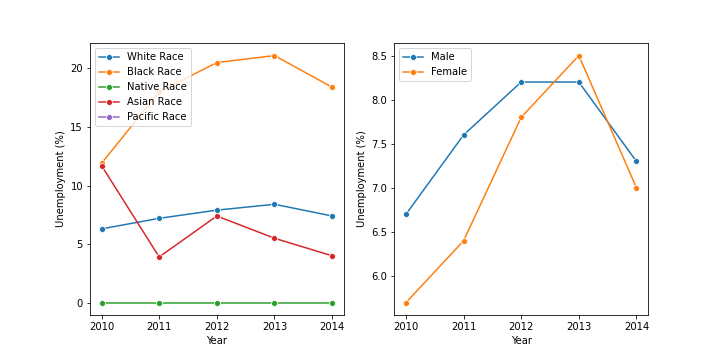 White Race
Black Race
Native Race
Asian Race
Pacific Race
20
15
10
5
0
Unemployment (%)
2010 2011 2012 2013 2014
Year
Male
Female
8.5
8.0
7.5
7.0
6.5
6.0
Unemployment (%)
2010 2011 2012 2013 2014
Year